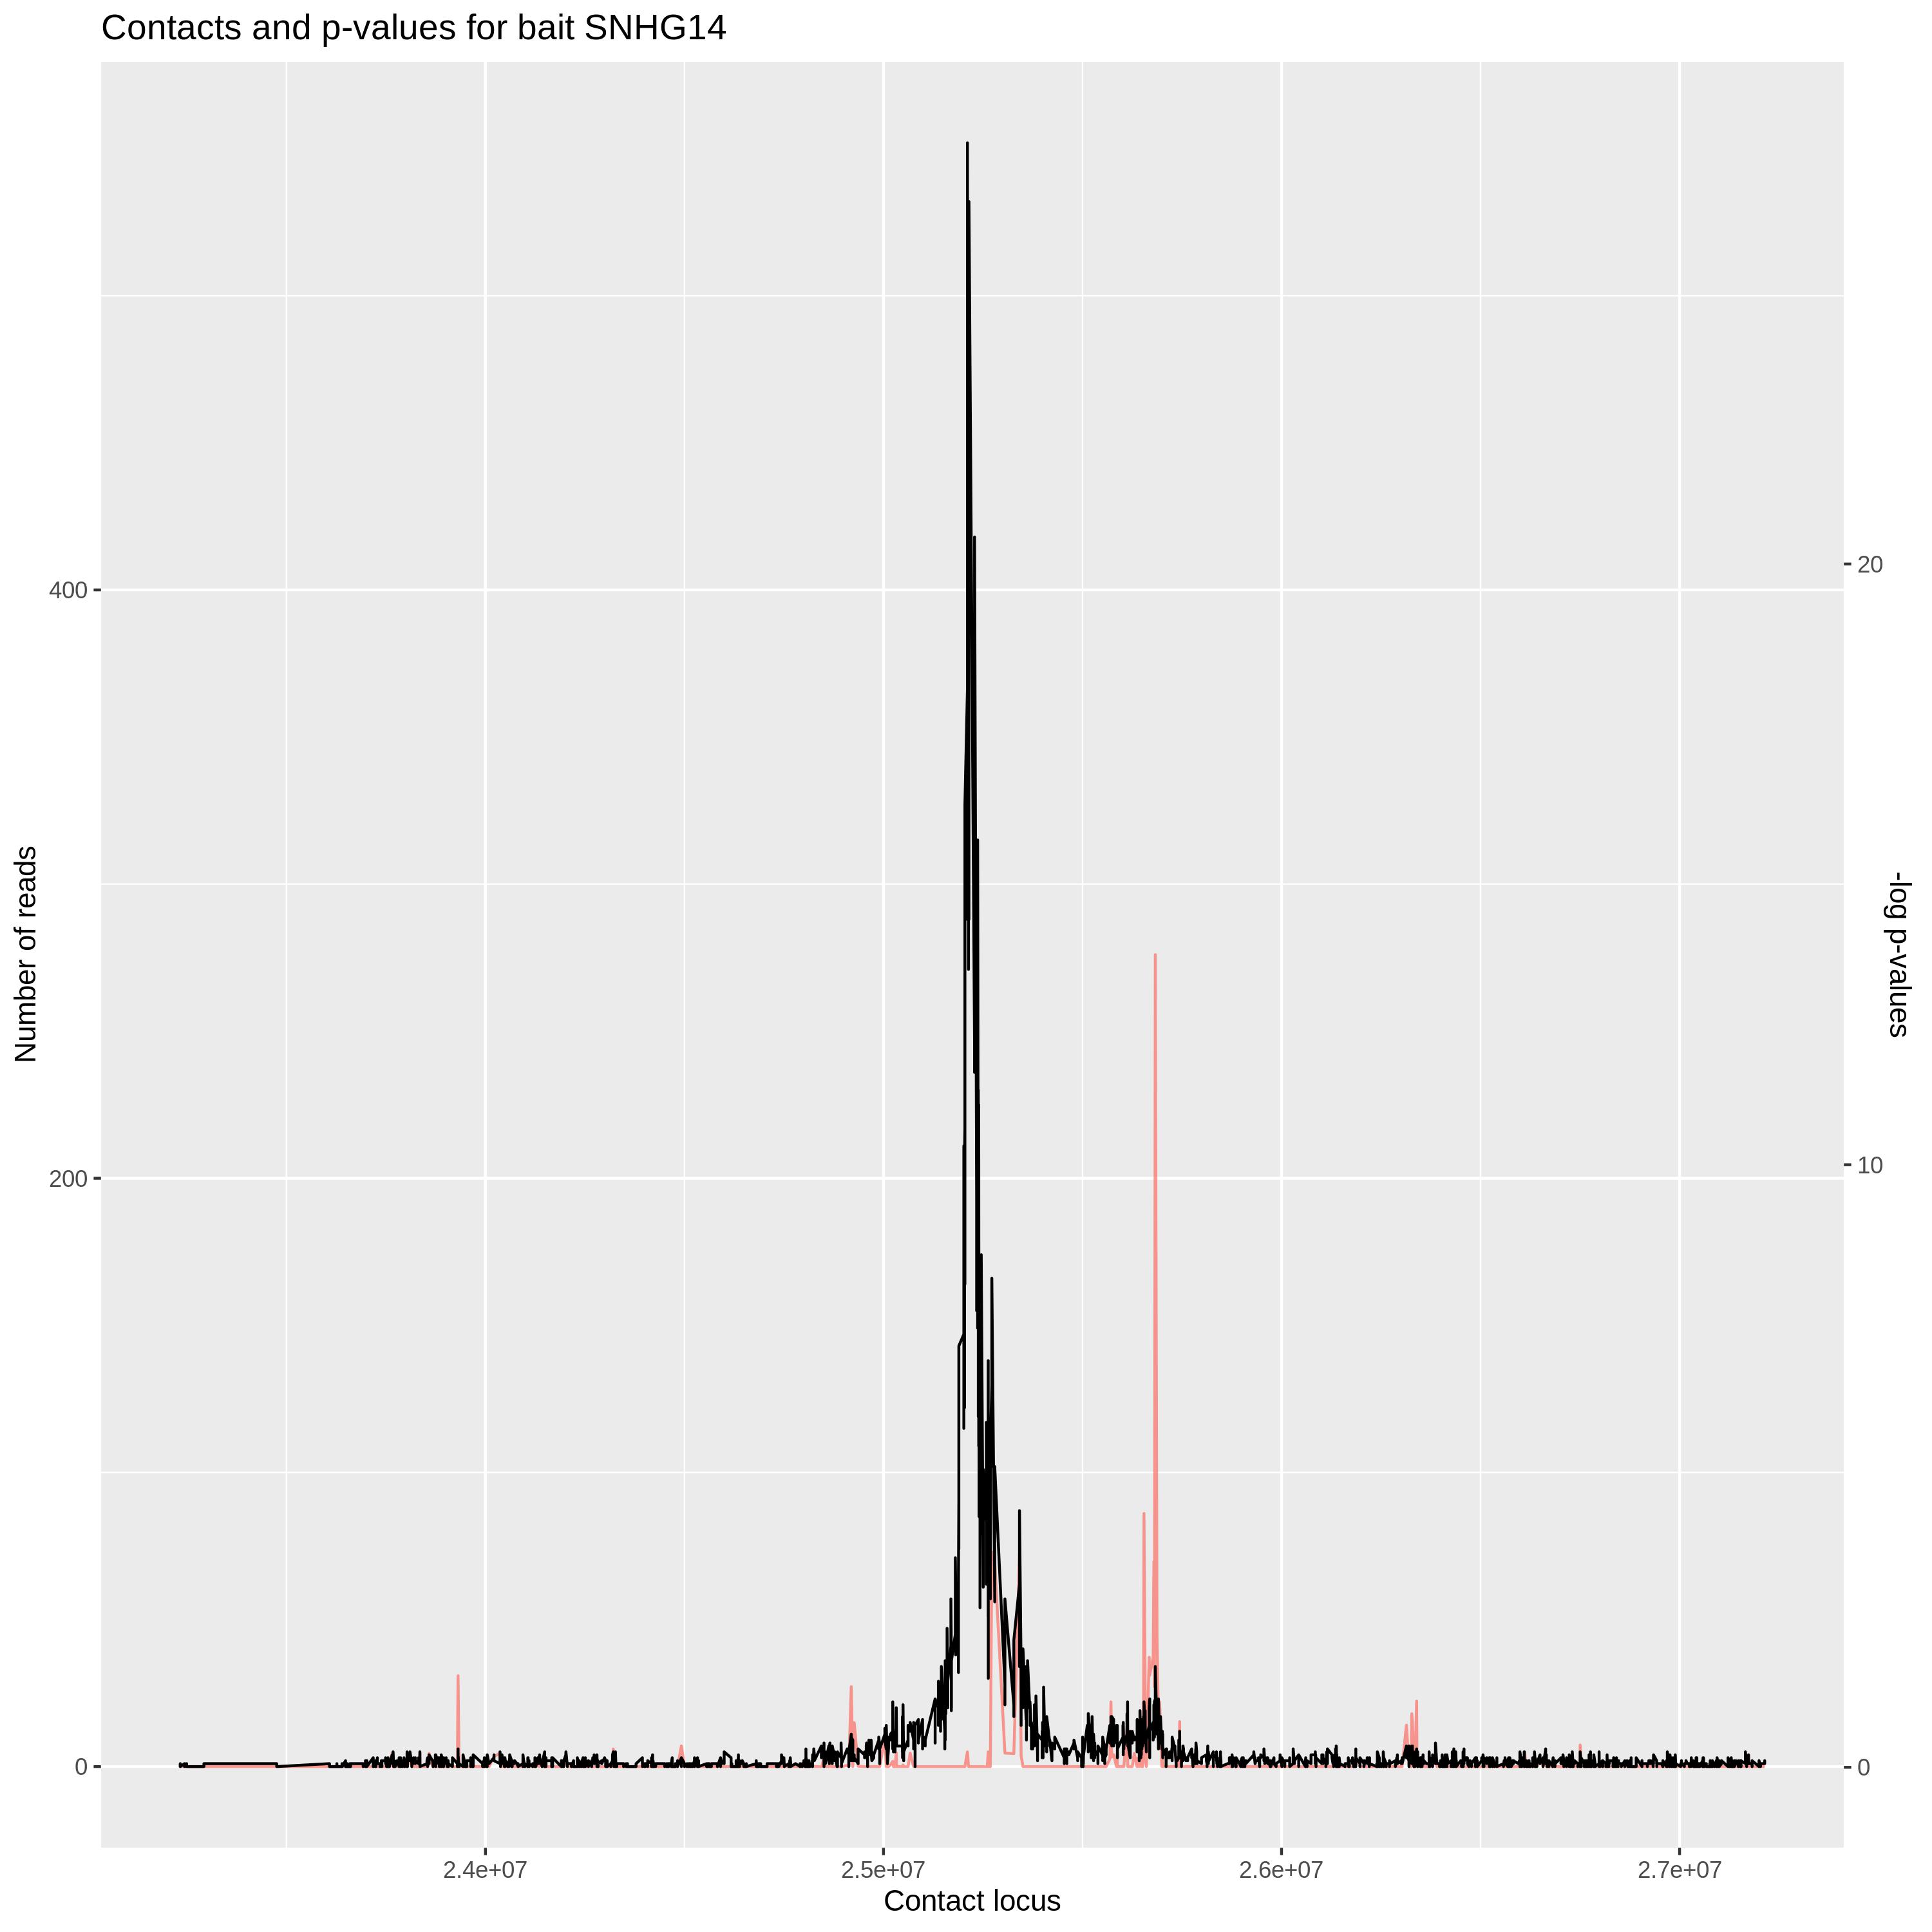 Contacts and p-values for bait SNHG14
Number of reads
400
200
0
20
10
0
-log p-values
2.4e+07
2.5e+07
2.6e+07
2.7e+07
Contact locus